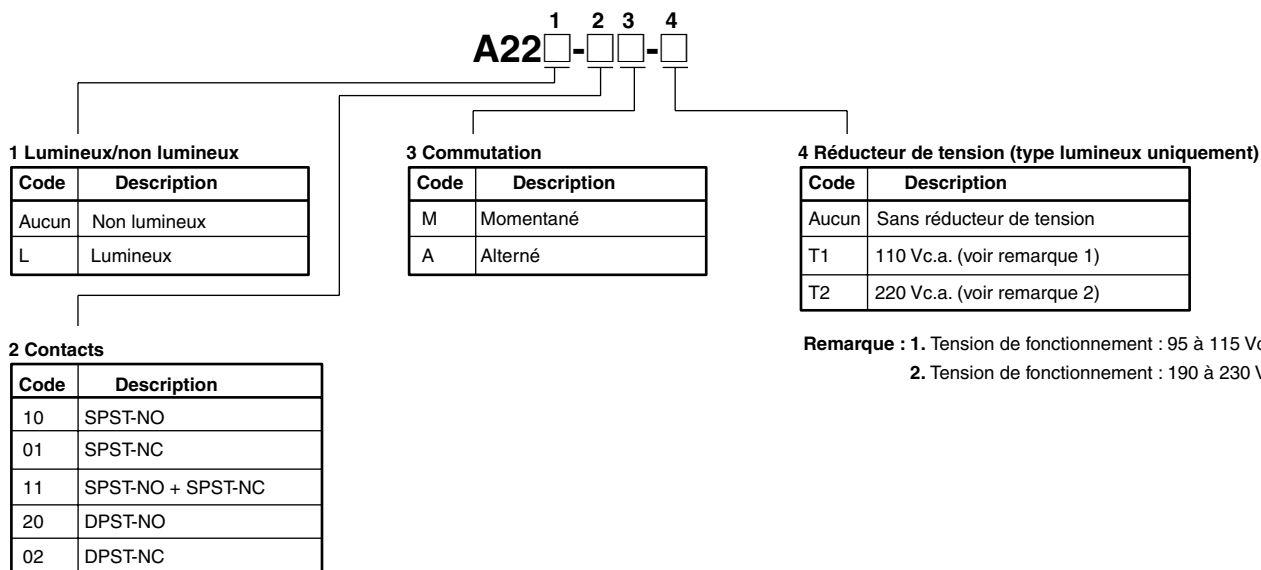 1 2 3 4
A22□-□□-□
1 Lumineux/non lumineux
Code Description
Aucun Non lumineux
L Lumineux
3 Commutation
Code Description
M Momentané
A Alterné
4 Réducteur de tension (type lumineux uniquement)
Code Description
Aucun Sans réducteur de tension
T1 110 Vc.a. (voir remarque 1)
T2 220 Vc.a. (voir remarque 2)
Remarque : 1. Tension de fonctionnement : 95 à 115 Vc
2. Tension de fonctionnement : 190 à 230 V
2 Contacts
Code Description
10 SPST-NO
01 SPST-NC
11 SPST-NO + SPST-NC
20 DPST-NO
02 DPST-NC